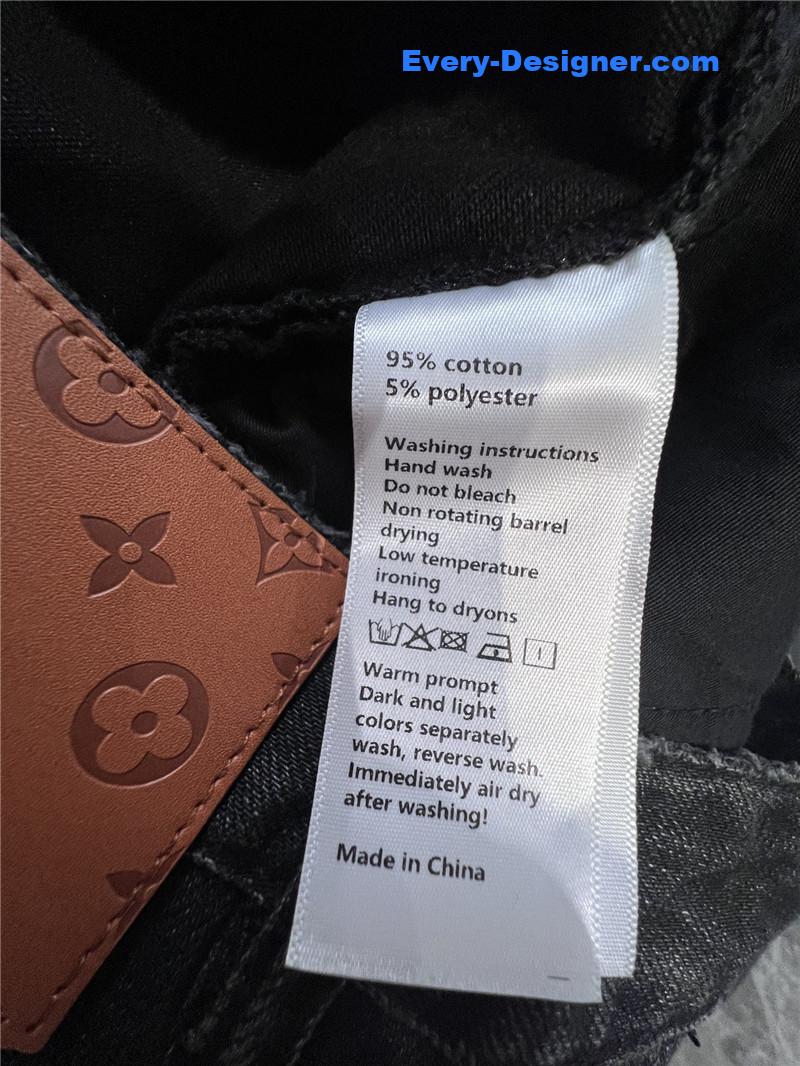 Every-Designer.com
95% cotton
5% polyester
Washing instructions
Hand wash
Do not bleach
Non rotating barrel
drying
Low temperature
ironing
Hang to dryons
Warm prompt
Dark and light
colors separately
wash, reverse wash.
Immediately air dry
after washing!
Made in China